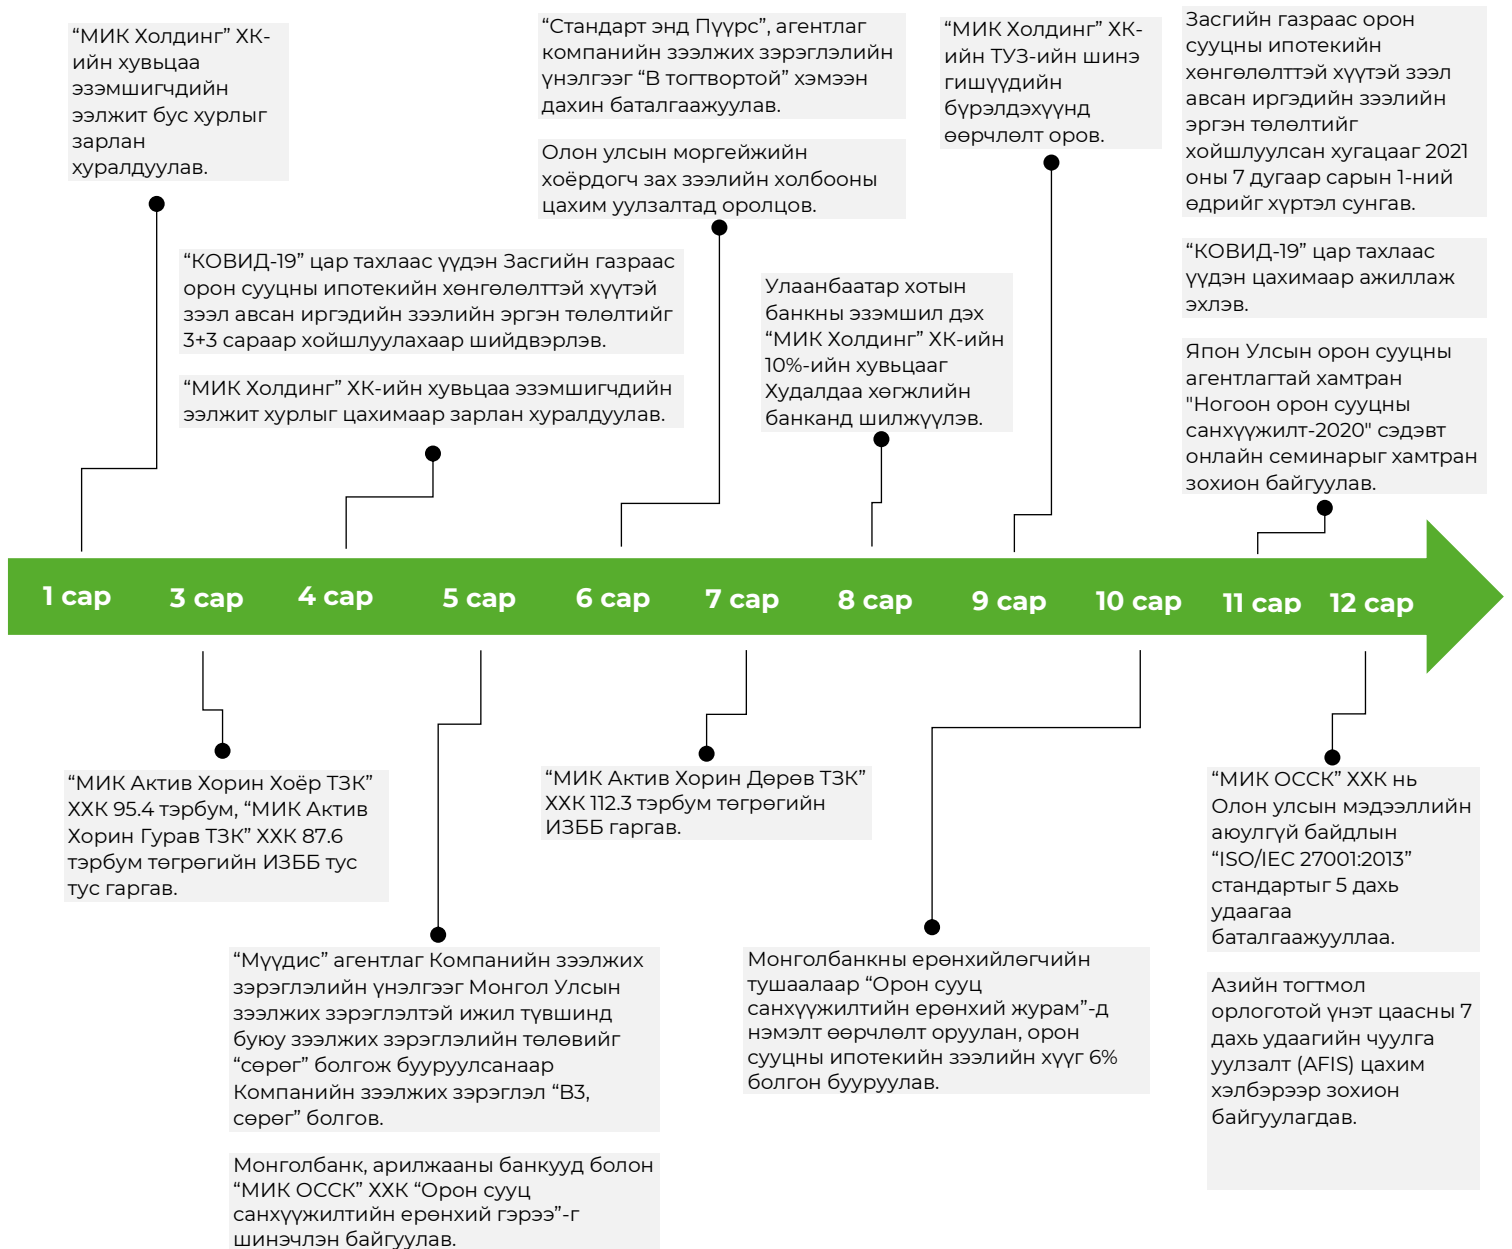 “МИК Холдинг” ХК-
ийн хувьцаа
эзэмшигчдийн
ээлжит бус хурлыг
зарлан
хуралдуулав.
“КОВИД-19” цар тахлаас үүдэн Засгийн газраас
орон сууцны ипотекийн хөнгөлөлттэй хүүтэй
зээл авсан иргэдийн зээлийн эргэн төлөлтийг
3+3 сараар хойшлуулахаар шийдвэрлэв.
“МИК Холдинг” ХК-ийн хувьцаа эзэмшигчдийн
ээлжит хурлыг цахимаар зарлан хуралдуулав.
“Стандарт энд Пүүрс”, агентлаг
компанийн зээлжих зэрэглэлийн
үнэлгээг “B тогтвортой” хэмээн
дахин баталгаажуулав.
Олон улсын моргейжийн
хоёрдогч зах зээлийн холбооны
цахим уулзалтад оролцов.
Улаанбаатар хотын
банкны эзэмшил дэх
“МИК Холдинг” ХК-ийн
10%-ийн хувьцааг
Худалдаа хөгжлийн
банканд шилжүүлэв.
“МИК Холдинг” ХК-
ийн ТУЗ-ийн шинэ
гишүүдийн
бүрэлдэхүүнд
өөрчлөлт оров.
Засгийн газраас орон
сууцны ипотекийн
хөнгөлөлттэй хүүтэй зээл
авсан иргэдийн зээлийн
эргэн төлөлтийг
хойшлуулсан хугацааг 2021
оны 7 дугаар сарын 1-ний
өдрийг хүртэл сунгав.
“КОВИД-19” цар тахлаас
үүдэн цахимаар ажиллаж
эхлэв.
Япон Улсын орон сууцны
агентлагтай хамтран
"Ногоон орон сууцны
санхүүжилт-2020" сэдэвт
онлайн семинарыг хамтран
зохион байгуулав.
1 сар
3 сар
4 сар
5 сар
6 сар
7 сар
8 сар
9 сар
10 сар
11 сар
12 сар
“МИК Актив Хорин Хоёр ТЗК”
ХХК 95.4 тэрбум, “МИК Актив
Хорин Гурав ТЗК” ХХК 87.6
тэрбум төгрөгийн ИЗББ тус
тус гаргав.
“Мүүдис” агентлаг Компанийн зээлжих
зэрэглэлийн үнэлгээг Монгол Улсын
зээлжих зэрэглэлтэй ижил түвшинд
буюу зээлжих зэрэглэлийн төлөвийг
“сөрөг” болгож бууруулсанаар
Компанийн зээлжих зэрэглэл “B3,
сөрөг” болгов.
Монголбанк, арилжааны банкууд болон
“МИК ОССК” ХХК “Орон сууц
санхүүжилтийн ерөнхий гэрээ”-г
шинэчлэн байгуулав.
“МИК Актив Хорин Дөрөв ТЗК”
ХХК 112.3 тэрбум төгрөгийн
ИЗББ гаргав.
Монголбанкны ерөнхийлөгчийн
тушаалаар “Орон сууц
санхүүжилтийн ерөнхий журам”-д
нэмэлт өөрчлөлт оруулан, орон
сууцны ипотекийн зээлийн хүүг 6%
болгон бууруулав.
“МИК ОССК” ХХК нь
Олон улсын мэдээллийн
аюулгүй байдлын
“ISO/IEC 27001:2013”
стандартыг 5 дахь
удаагаа
баталгаажууллаа.
Азийн тогтмол
орлоготой үнэт цаасны 7
дахь удаагийн чуулга
уулзалт (AFIS) цахим
хэлбэрээр зохион
байгуулагдав.